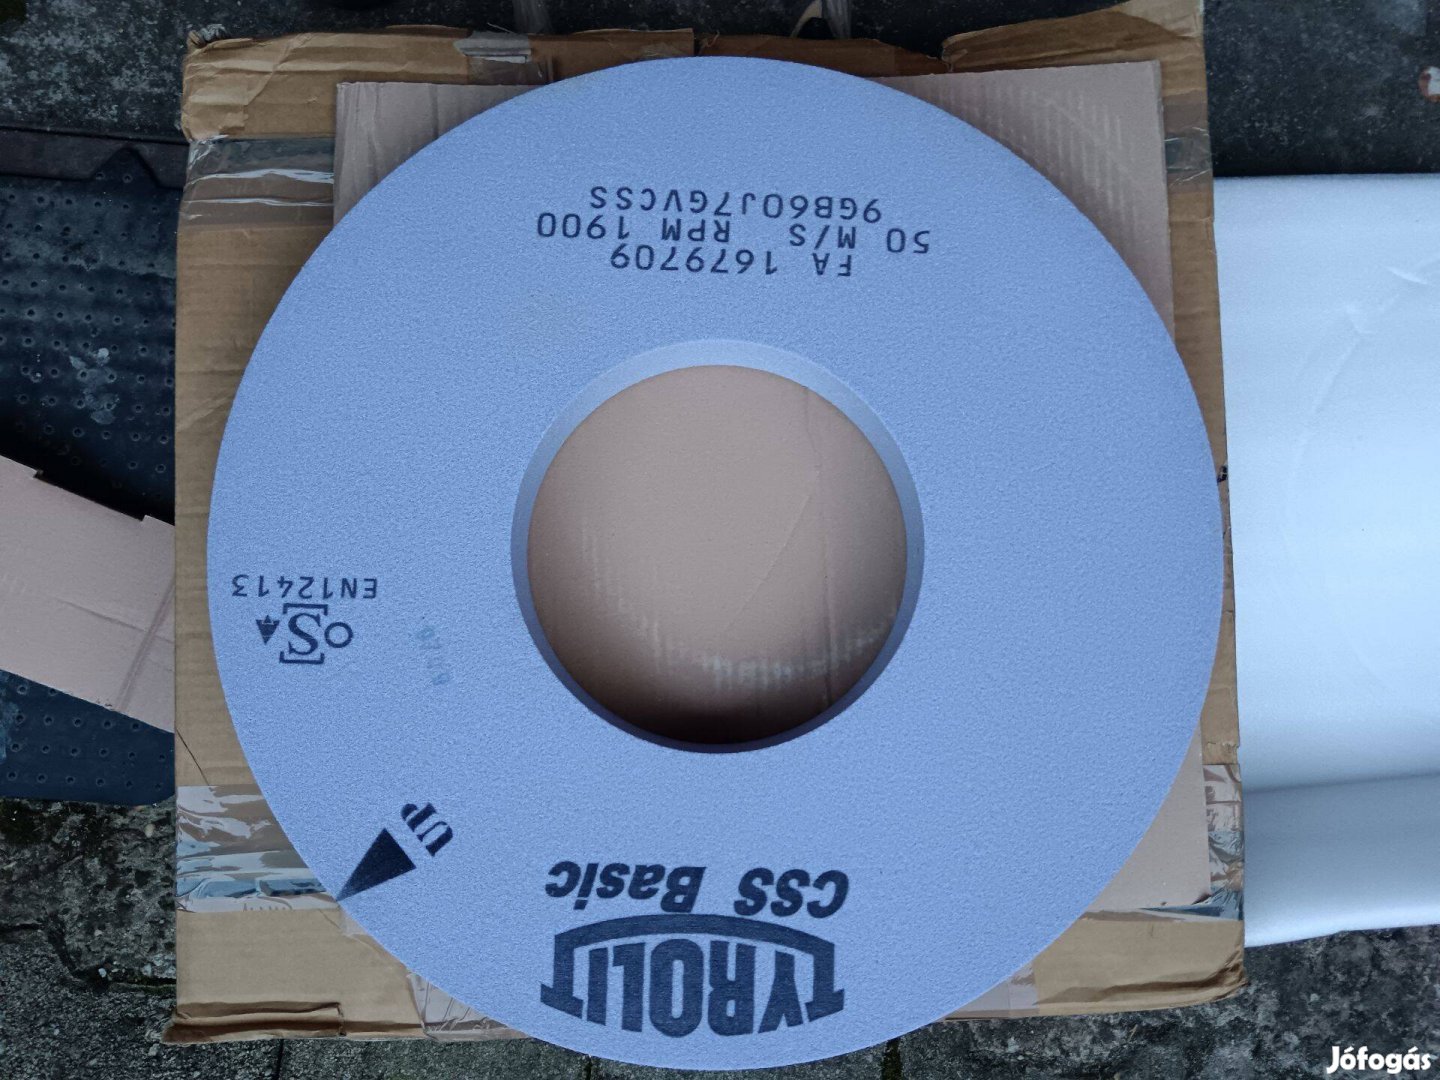 TYROLIT
CSS Basic
UP
EN12413
oSa
FA 1679709
50 M/S RPM 1900
9GB60J7GVCSS
Jófogás